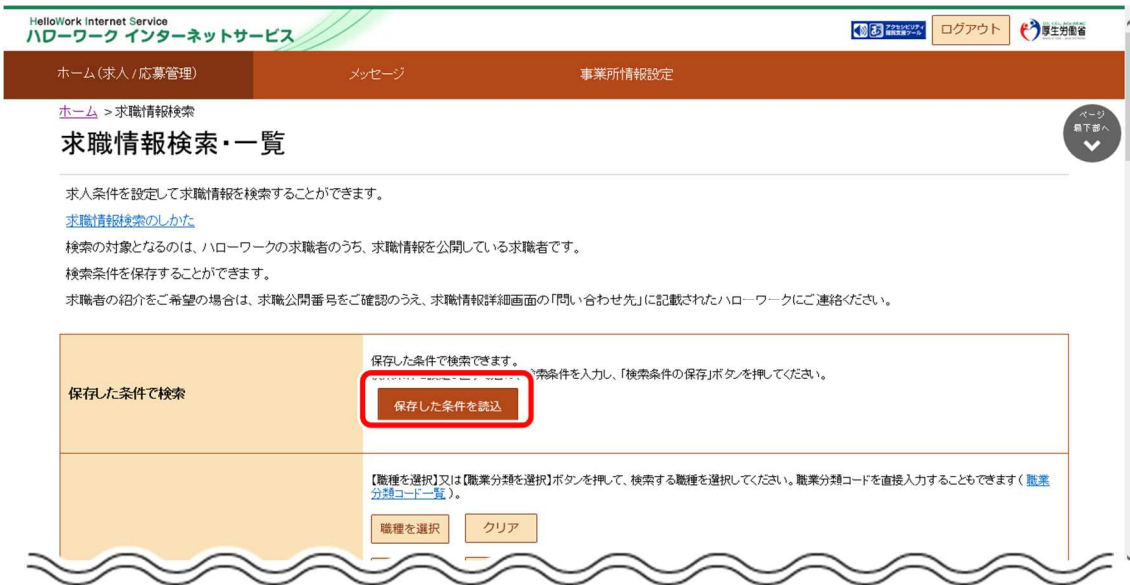 HelloWork Internet Service
ハローワーク インターネットサービス
ログアウト
厚生労働省
ホーム(求人/応募管理)
メッセージ
事業所情報設定
ホーム >求職情報検索
ページ
最下部へ
求職情報検索・一覧
求人条件を設定して求職情報を検索することができます。
求職情報検索のしかた
検索の対象となるのは、ハローワークの求職者のうち、求職情報を公開している求職者です。
検索条件を保存することができます。
求職者の紹介をご希望の場合は、求職公開番号をご確認のうえ、求職情報詳細画面の「問い合わせ先」に記載されたハローワークにご連絡ください。
保存した条件で検索
保存した条件で検索できます。
索条件を入力し、「検索条件の保存」ボタンを押してください。
保存した条件を読込
【職種を選択】又は【職業分類を選択】ボタンを押して、検索する職種を選択してください。職業分類コードを直接入力することもできます(職業
分類コード一覧)。
職種を選択
クリア